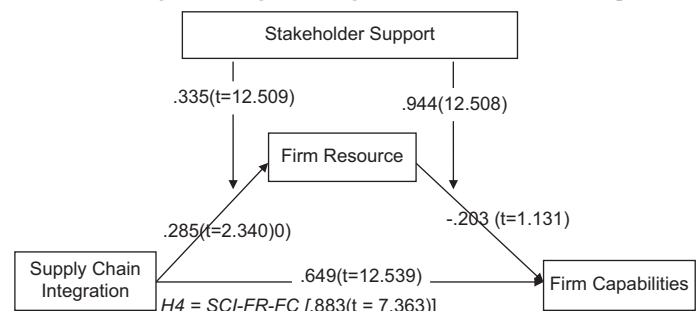 Stakeholder Support
.335(t=12.509)
.944(12.508)
Firm Resource
.285(t=2.340)0)
-.203 (t=1.131)
Supply Chain
Integration
.649(t=12.539)
Firm Capabilities
H4 = SCI-FR-FC [.883(t = 7.363)]